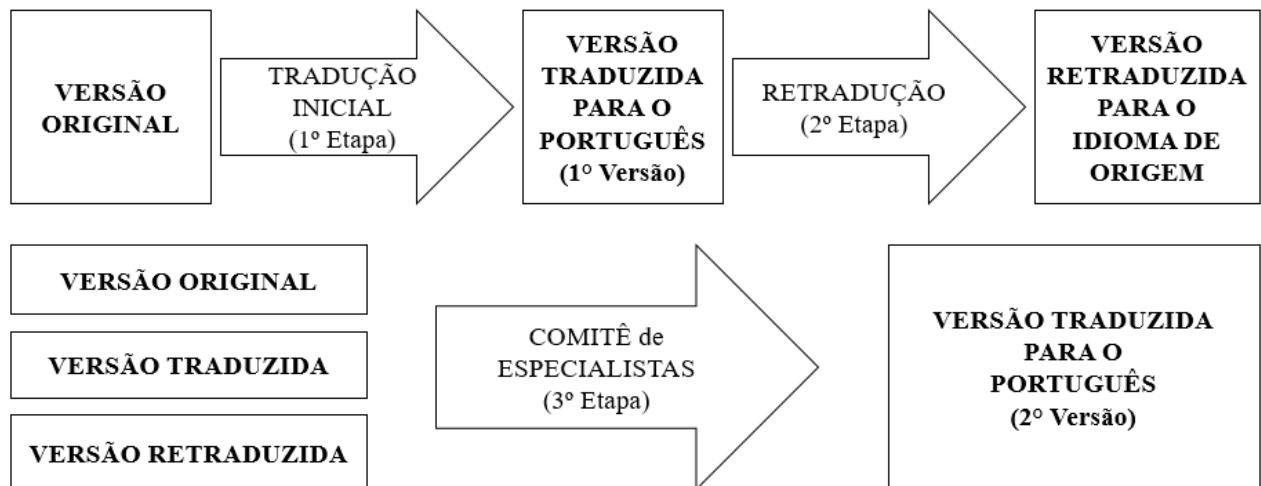 VERSÃO
ORIGINAL
TRADUÇÃO
INICIAL
(1º Etapa)
VERSÃO
TRADUZIDA
PARA O
PORTUGUÊS
(1° Versão)
RETRADUÇÃO
(2º Etapa)
VERSÃO
RETRADUZIDA
PARA O
IDIOMA DE
ORIGEM
VERSÃO ORIGINAL
VERSÃO TRADUZIDA
VERSÃO RETRADUZIDA
COMITÊ de
ESPECIALISTAS
(3º Etapa)
VERSÃO TRADUZIDA
PARA O
PORTUGUÊS
(2° Versão)